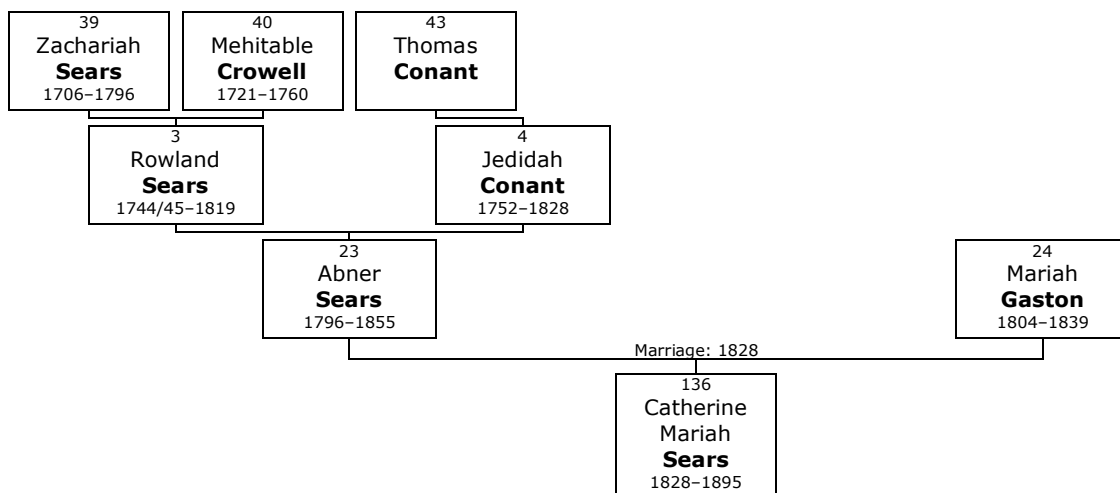 39
Zachariah
Sears
1706–1796
40
Mehitable
Crowell
1721–1760
43
Thomas
Conant
3
Rowland
Sears
1744/45–1819
4
Jedidah
Conant
1752–1828
23
Abner
Sears
1796–1855
24
Mariah
Gaston
1804–1839
Marriage: 1828
136
Catherine
Mariah
Sears
1828–1895